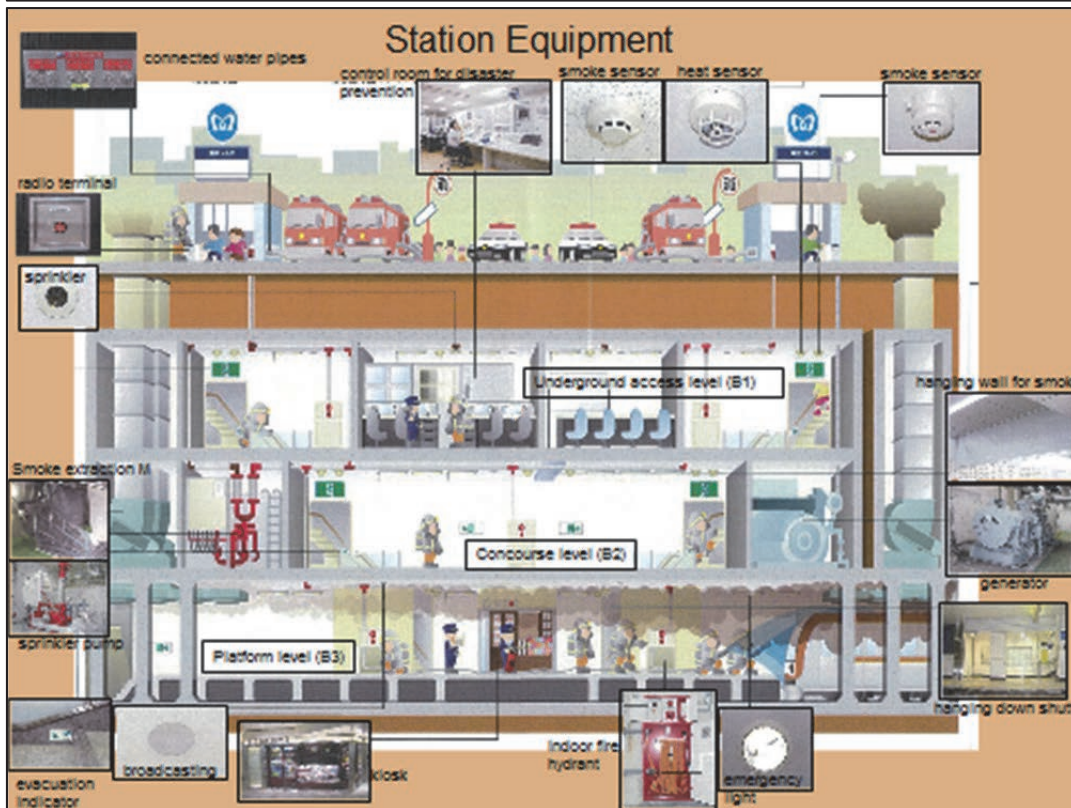 Station Equipment
connected water pipes
control room for disaster
prevention
smoke sensor
heat sensor
smoke sensor
radio terminal
sprinkler
Underground access level (B1)
hanging wall for smok
Smoke extraction M
Concourse level (B2)
generator
sprinkler pump
Platform level (B3)
hanging down shutt
broadcasting
kiosk
Indoor fire
hydrant
emergency
light
evacuation
indicator